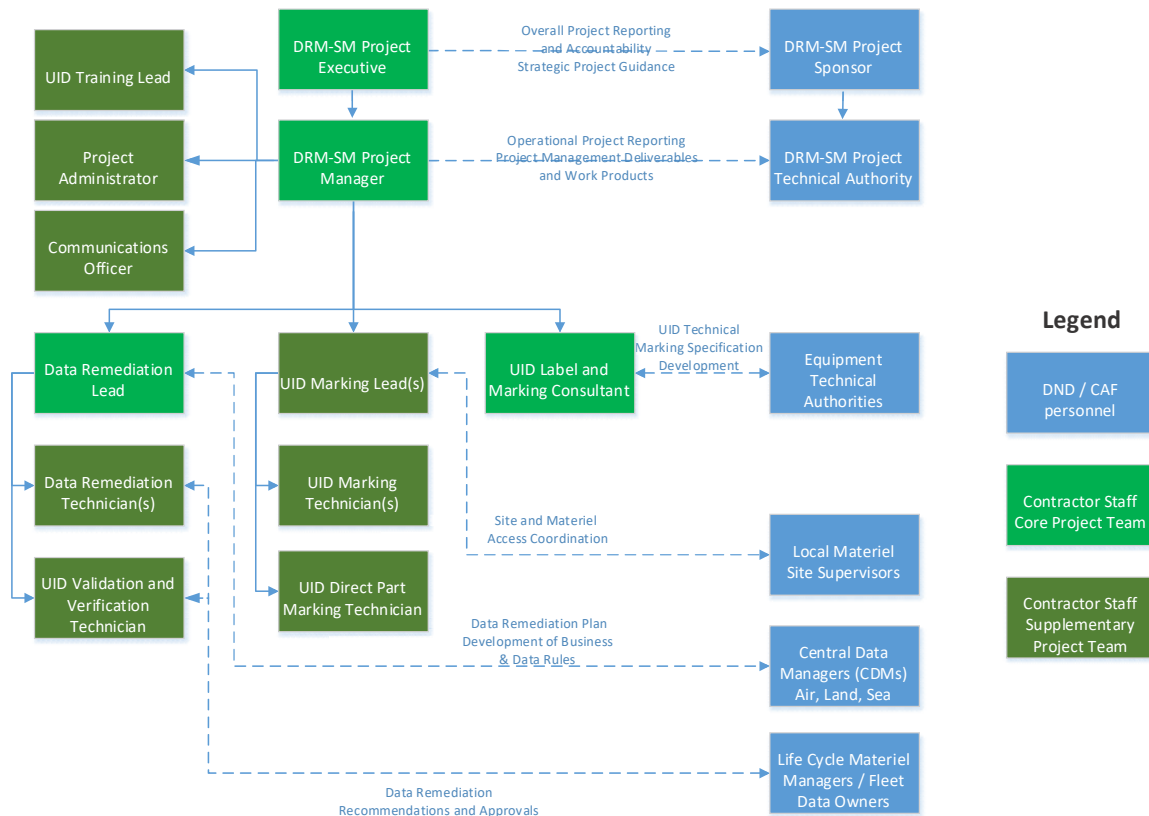 DRM-SM Project
Executive
Overall Project Reporting
and Accountability
Strategic Project Guidance
DRM-SM Project
Sponsor
UID Training Lead
Project
Administrator
DRM-SM Project
Manager
Operational Project Reporting
Project Management Deliverables
and Work Products
DRM-SM Project
Technical Authority
Communications
Officer
Data Remediation
Lead
UID Marking Lead(s)
UID Label and
Marking Consultant
UID Technical
Marking Specification
Development
Equipment
Technical
Authorities
Data Remediation
Technician(s)
UID Marking
Technician(s)
Site and Materiel
Access Coordination
Local Materiel
Site Supervisors
UID Validation and
Verification
Technician
UID Direct Part
Marking Technician
Data Remediation Plan
Development of Business
& Data Rules
Central Data
Managers (CDMs)
Air, Land, Sea
Data Remediation
Recommendations and Approvals
Life Cycle Materiel
Managers / Fleet
Data Owners
Legend
DND / CAF
personnel
Contractor Staff
Core Project Team
Contractor Staff
Supplementary
Project Team